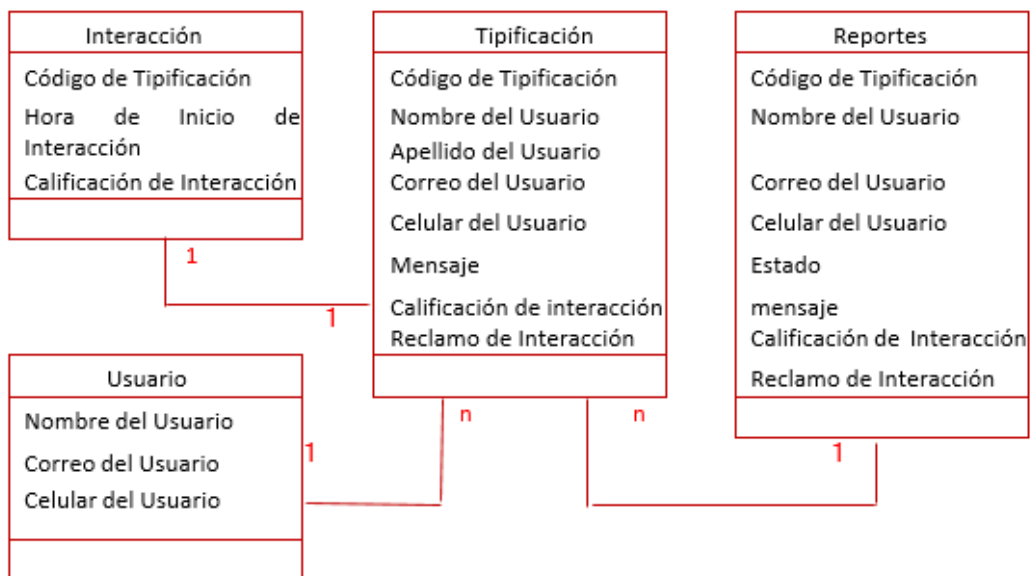 Interacción
Código de Tipificación
Hora de Inicio de
Interacción
Calificación de Interacción
1
1
Tipificación
Código de Tipificación
Nombre del Usuario
Apellido del Usuario
Correo del Usuario
Celular del Usuario
Mensaje
Calificación de interacción
Reclamo de Interacción
n
n
Reportes
Código de Tipificación
Nombre del Usuario
Correo del Usuario
Celular del Usuario
Estado
mensaje
Calificación de Interacción
Reclamo de Interacción
1
Usuario
Nombre del Usuario
Correo del Usuario
Celular del Usuario
1